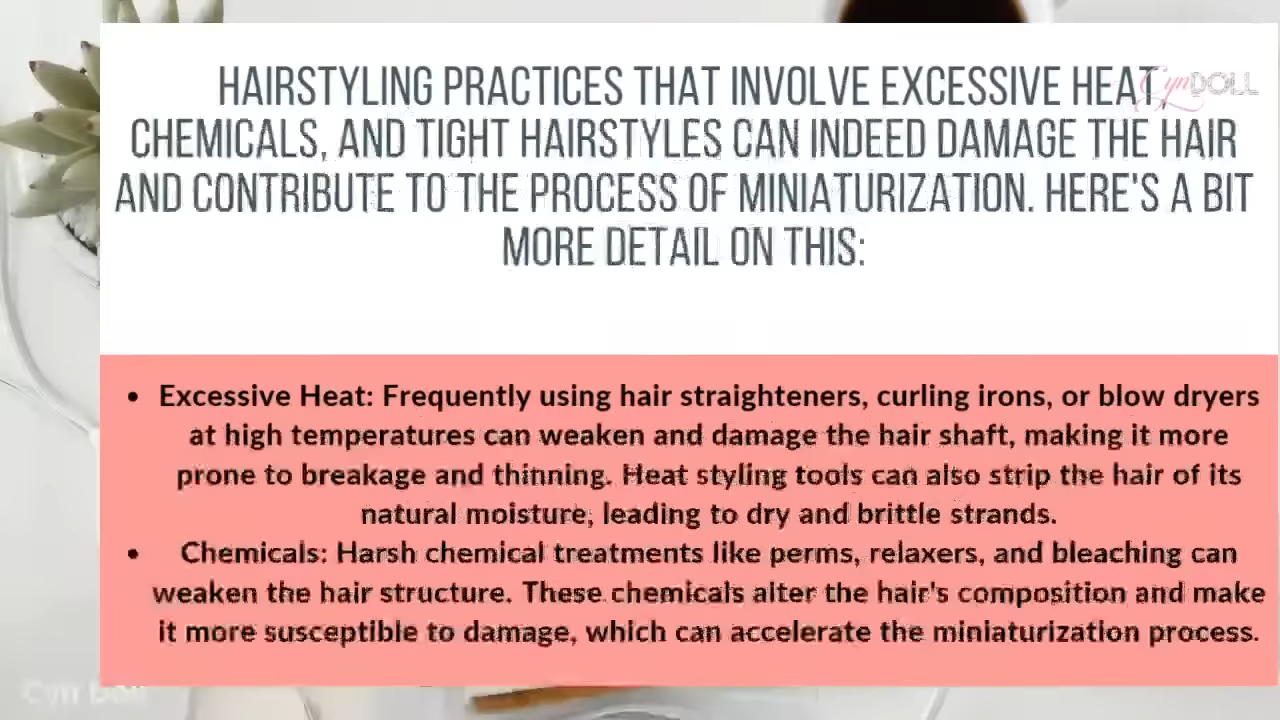 HAIRSTYLING PRACTICES THAT INVOLVE EXCESSIVE HEAT,
CynDOLL
CHEMICALS, AND TIGHT HAIRSTYLES CAN INDEED DAMAGE THE HAIR
AND CONTRIBUTE TO THE PROCESS OF MINIATURIZATION. HERE'S A BIT
MORE DETAIL ON THIS:
• Excessive Heat: Frequently using hair straighteners, curling irons, or blow dryers
at high temperatures can weaken and damage the hair shaft, making it more
prone to breakage and thinning. Heat styling tools can also strip the hair of its
natural moisture, leading to dry and brittle strands.
• Chemicals: Harsh chemical treatments like perms, relaxers, and bleaching can
weaken the hair structure. These chemicals alter the hair's composition and make
it more susceptible to damage, which can accelerate the miniaturization process.
Cyn Doll